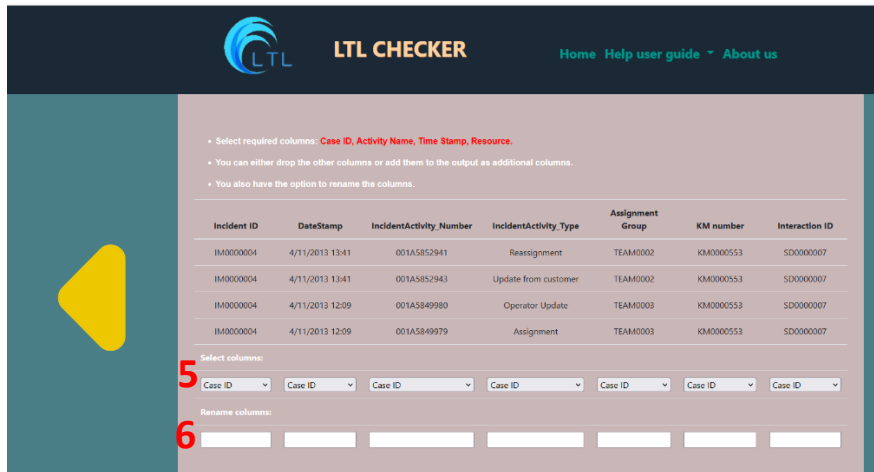 LTL
LTL CHECKER
Home Help user guide About us
• Select required columns: Case ID, Activity Name, Time Stamp, Resource.
• You can either drop the other columns or add them to the output as additional columns.
• You also have the option to rename the columns.
Incident ID DateStamp IncidentActivity_Number IncidentActivity_Type Assignment Group KM number Interaction ID
IM0000004 4/11/2013 13:41 001A5852941 Reassignment TEAM0002 KM0000553 SD0000007
IM0000004 4/11/2013 13:41 001A5852943 Update from customer TEAM0002 KM0000553 SD0000007
IM0000004 4/11/2013 12:09 001A5849980 Operator Update TEAM0003 KM0000553 SD0000007
IM0000004 4/11/2013 12:09 001A5849979 Assignment TEAM0003 KM0000553 SD0000007
Select columns:
5 Case ID Case ID Case ID Case ID Case ID Case ID Case ID
Rename columns:
6